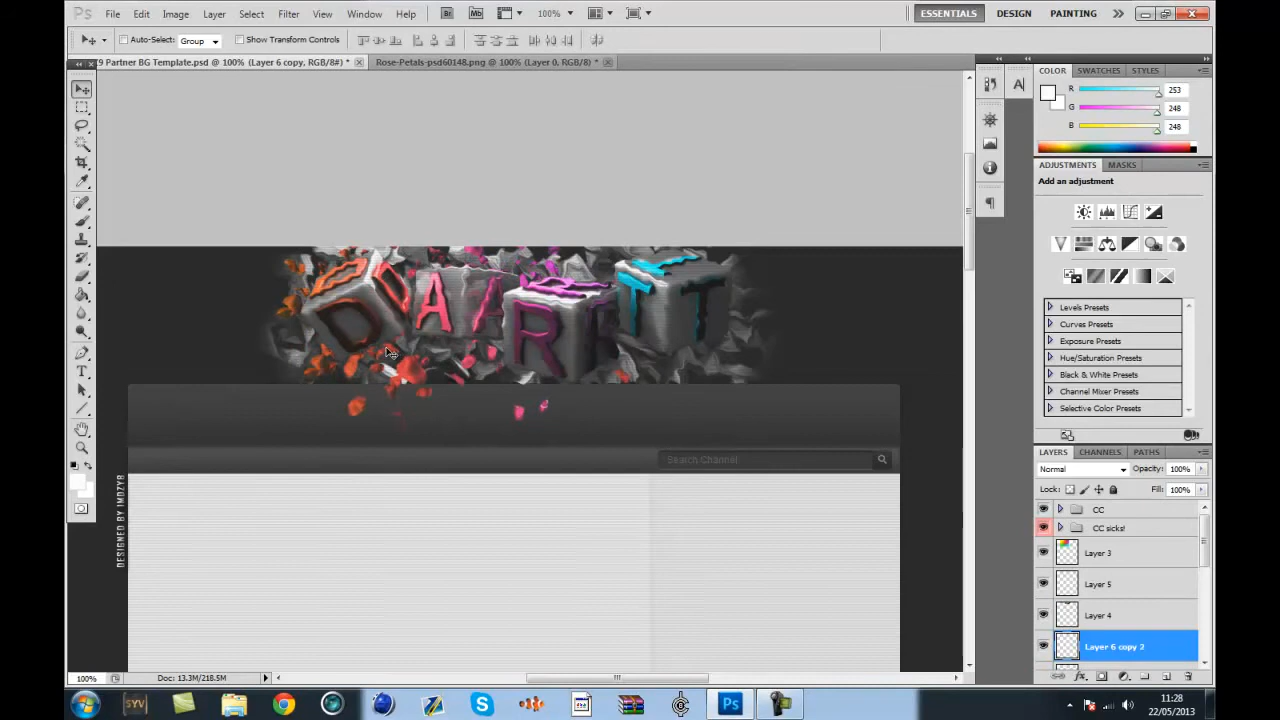 Ps File Edit Image Layer Select Filter View Window Help Br Mb 100% ESSENTIALS DESIGN PAINTING
Auto-Select: Group Show Transform Controls
9 Partner BG Template.psd @ 100% (Layer 6 copy, RGB/8#) * Rose-Petals-psd60148.png @ 100% (Layer 0, RGB/8) *
COLOR SWATCHES STYLES
R 253
G 248
B 248
ADJUSTMENTS MASKS
Add an adjustment
Levels Presets
Curves Presets
Exposure Presets
Hue/Saturation Presets
Black & White Presets
Channel Mixer Presets
Selective Color Presets
DAARRTT
Search Channel
DESIGNED BY IMDZYR
LAYERS CHANNELS PATHS
Normal Opacity: 100%
Lock: Fill: 100%
CC
CC sicks!
Layer 3
Layer 5
Layer 4
Layer 6 copy 2
100% Doc: 13.3M/218.5M
SYV Ps 11:28
22/05/2013